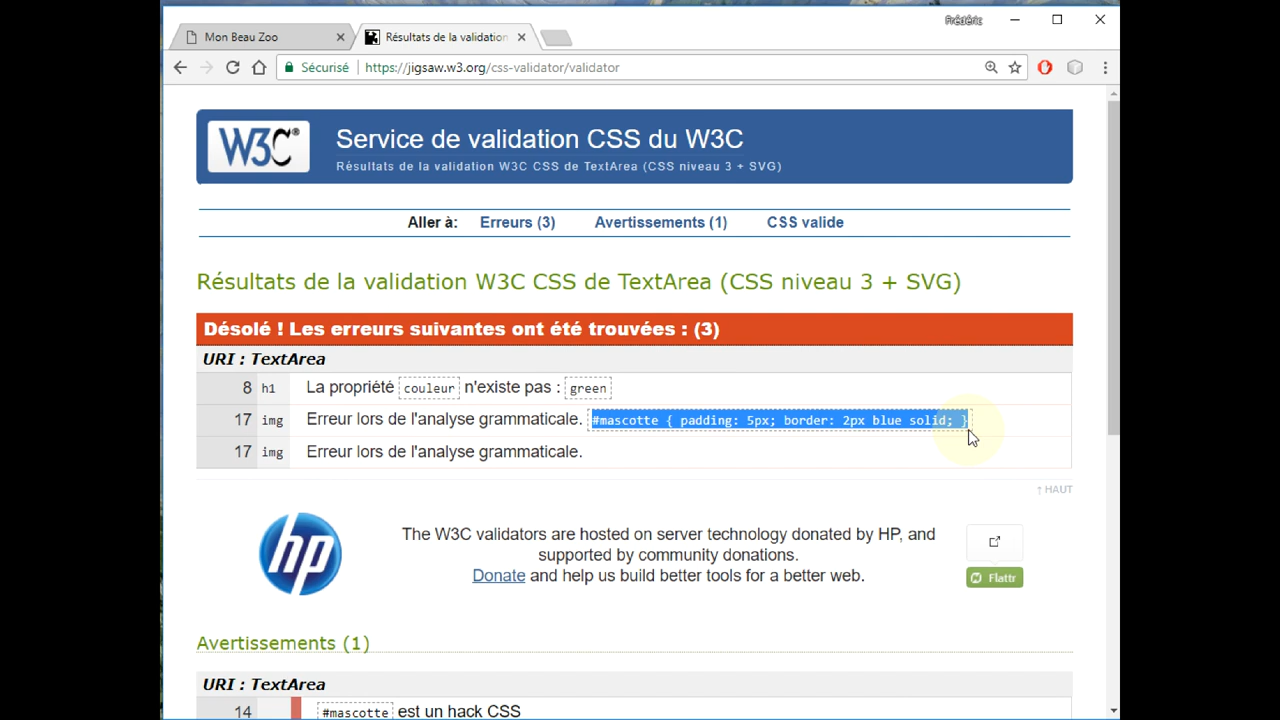 Frédéric
Mon Beau Zoo
Résultats de la validation
Sécurisé https://jigsaw.w3.org/css-validator/validator
W3C® Service de validation CSS du W3C
Résultats de la validation W3C CSS de TextArea (CSS niveau 3 + SVG)
Aller à: Erreurs (3) Avertissements (1) CSS valide
Résultats de la validation W3C CSS de TextArea (CSS niveau 3 + SVG)
Désolé ! Les erreurs suivantes ont été trouvées : (3)
URI : TextArea
8 h1 La propriété couleur n'existe pas : green
17 img Erreur lors de l'analyse grammaticale. #mascotte { padding: 5px; border: 2px blue solid; }
17 img Erreur lors de l'analyse grammaticale.
↑ HAUT
hp
The W3C validators are hosted on server technology donated by HP, and
supported by community donations.
Donate and help us build better tools for a better web.
Flattr
Avertissements (1)
URI : TextArea
14 #mascotte est un hack CSS